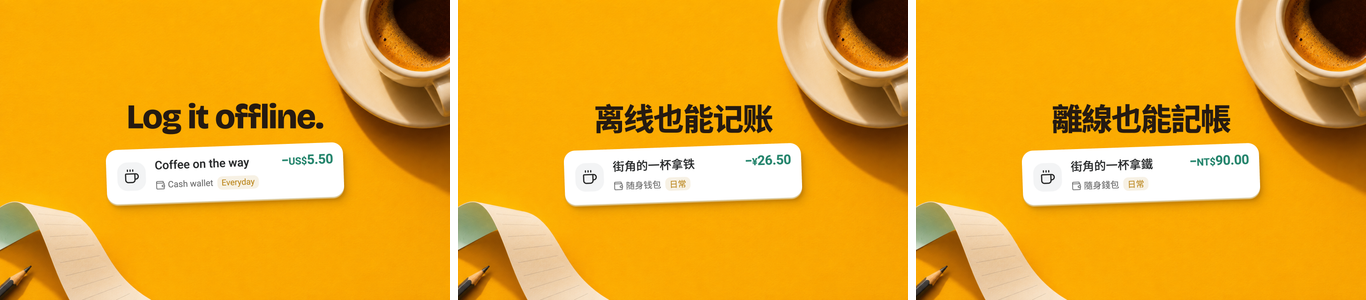 Log it offline.
Coffee on the way
−US$5.50
Cash wallet
Everyday
离线也能记账
街角的一杯拿铁
−¥26.50
随身钱包
日常
離線也能記帳
街角的一杯拿鐵
−NT$90.00
隨身錢包
日常